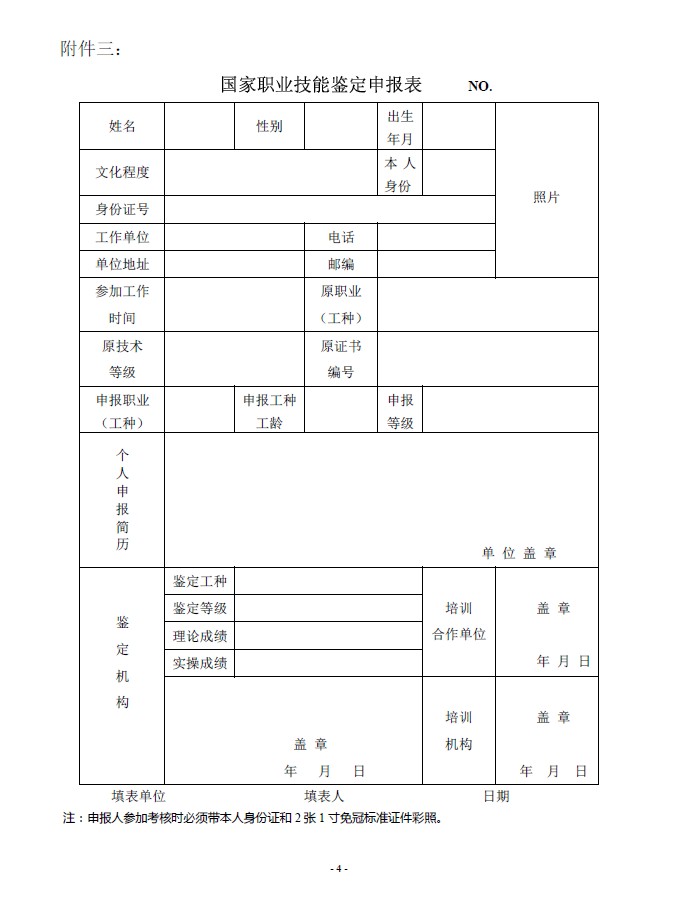 附件三：
国家职业技能鉴定申报表 NO.
姓名 性别 出生
年月
照片
文化程度 本 人
身份
身份证号
工作单位 电话
单位地址 邮编
参加工作 原职业
时间 （工种）
原技术 原证书
等级 编号
申报职业 申报工种 申报
（工种） 工龄 等级
个
人
申
报
简
历
单 位 盖 章
鉴定工种
鉴定等级
理论成绩
实操成绩
培训
合作单位
盖 章
年 月 日
鉴
定
机
构
盖 章
年 月 日
培训
机构
盖 章
年 月 日
填表单位 填表人 日期
注：申报人参加考核时必须带本人身份证和 2 张 1 寸免冠标准证件彩照。
- 4 -